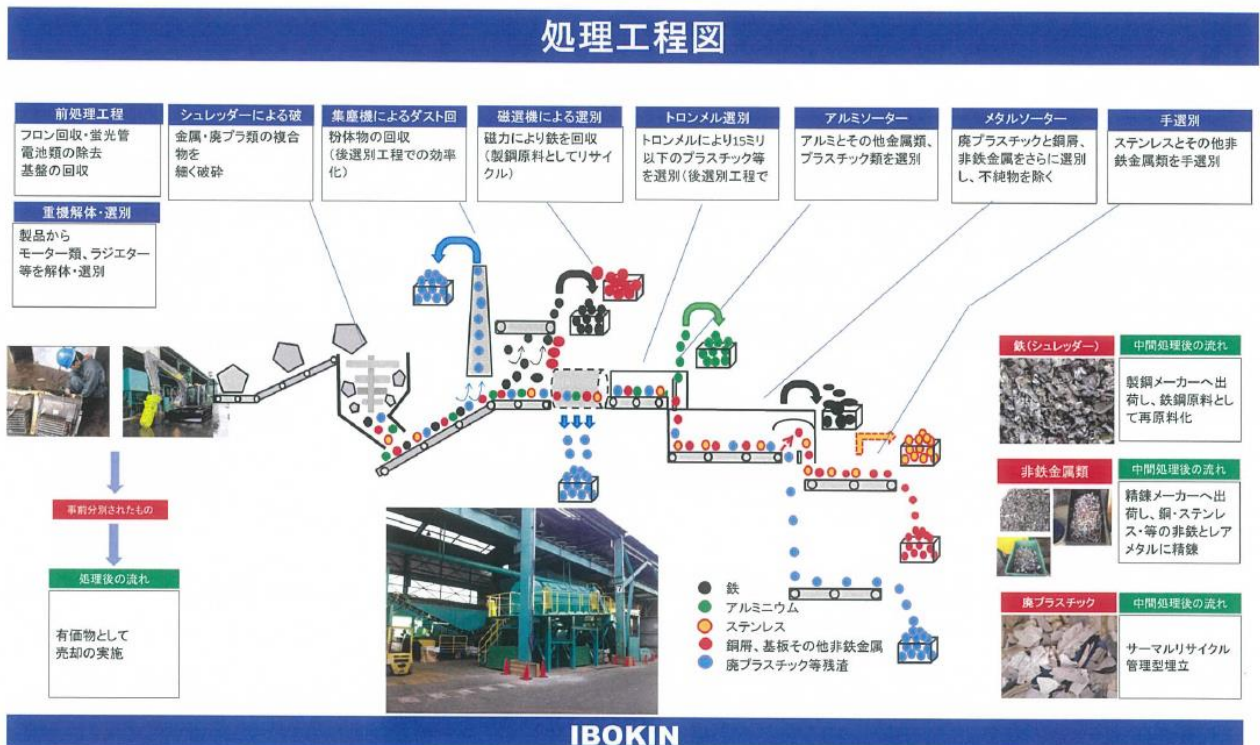 処理工程図
前処理工程
フロン回収・蛍光管
電池類の除去
基盤の回収
シュレッダーによる破
金属・廃プラ類の複合
物を
細く破砕
集塵機によるダスト回
粉体物の回収
(後選別工程での効率
化)
磁選機による選別
磁力により鉄を回収
(製鋼原料としてリサイ
クル)
トロンメル選別
トロンメルにより15ミリ
以下のプラスチック等
を選別(後選別工程で
アルミソーター
アルミとその他金属類、
プラスチック類を選別
メタルソーター
廃プラスチックと銅屑、
非鉄金属をさらに選別
し、不純物を除く
手選別
ステンレスとその他非
鉄金属類を手選別
重機解体・選別
製品から
モーター類、ラジエター
等を解体・選別
事前分別されたもの
処理後の流れ
有価物として
売却の実施
鉄
アルミニウム
ステンレス
銅屑、基板その他非鉄金属
廃プラスチック等残渣
鉄(シュレッダー)
中間処理後の流れ
製鋼メーカーへ出
荷し、鉄鋼原料とし
て再原料化
非鉄金属類
中間処理後の流れ
精錬メーカーへ出
荷し、銅・ステンレ
ス・等の非鉄とレア
メタルに精錬
廃プラスチック
中間処理後の流れ
サーマルリサイクル
管理型埋立
IBOKIN